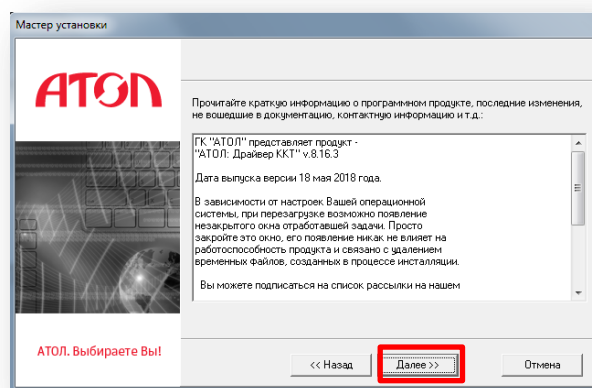 Мастер установки
АТОЛ
Прочитайте краткую информацию о программном продукте, последние изменения,
не вошедшие в документацию, контактную информацию и т.д.:
ГК "АТОЛ" представляет продукт -
"АТОЛ: Драйвер ККТ" v.8.16.3
Дата выпуска версии 18 мая 2018 года.
В зависимости от настроек Вашей операционной
системы, при перезагрузке возможно появление
незакрытого окна отработавшей задачи. Просто
закройте это окно, его появление никак не влияет на
работоспособность продукта и связано с удалением
временных файлов, созданных в процессе инсталляции.
Вы можете подписаться на список рассылки на нашем
АТОЛ. Выбираете Вы!
<< Назад
Далее >>
Отмена